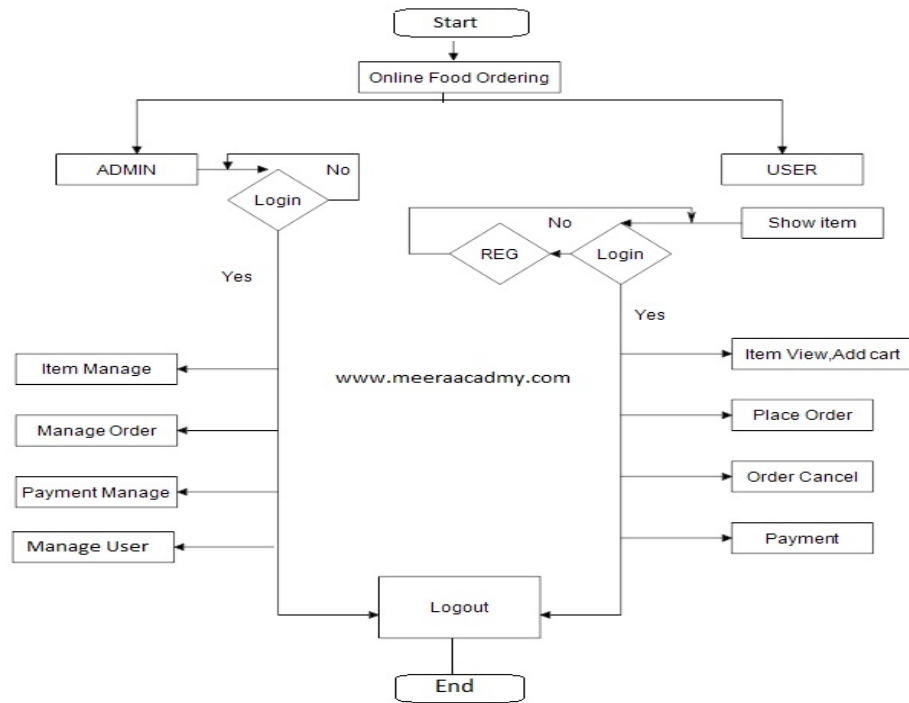 Start
Online Food Ordering
ADMIN
No
Login
Yes
USER
Show item
No
REG
Login
Yes
Item Manage
Manage Order
Payment Manage
Manage User
www.meeraacadmy.com
Item View,Add cart
Place Order
Order Cancel
Payment
Logout
End